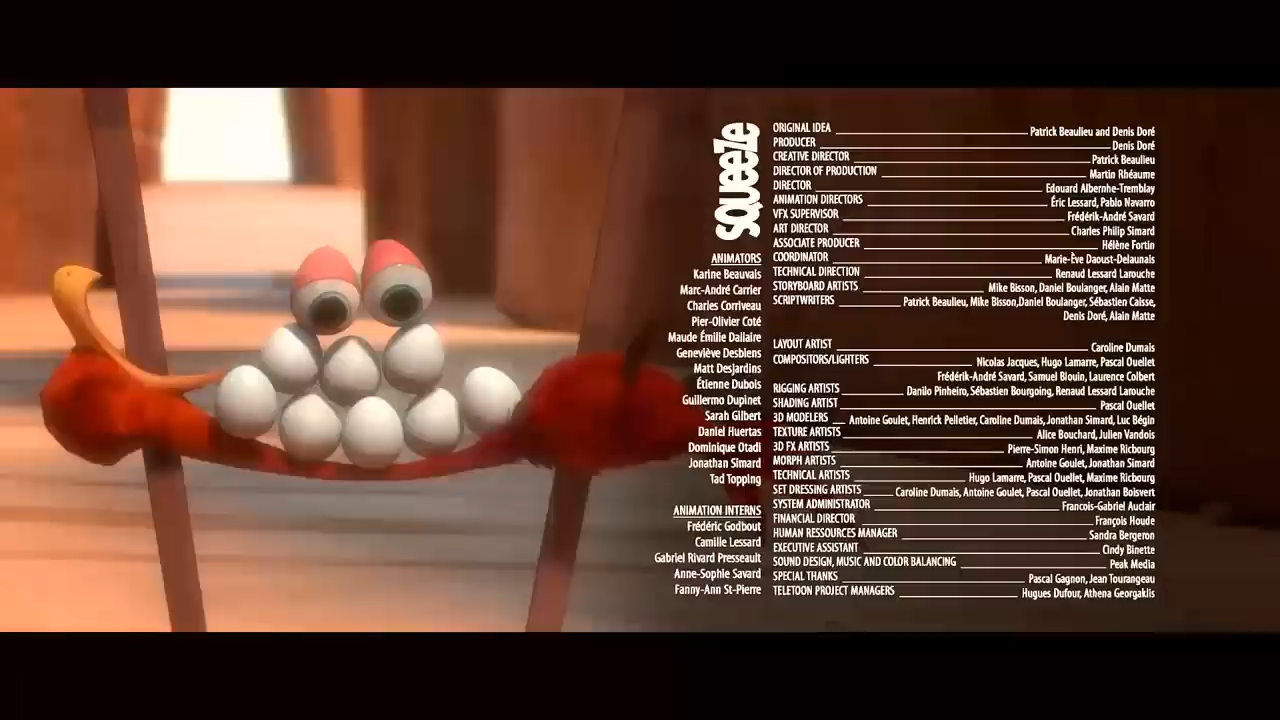 squeeze
ANIMATORS
Karine Beauvais
Marc-André Carrier
Charles Corriveau
Pier-Olivier Coté
Maude Émilie Dallaire
Geneviève Desbiens
Matt Desjardins
Étienne Dubois
Guillermo Dupinet
Sarah Gilbert
Daniel Huertas
Dominique Otadi
Jonathan Simard
Tad Topping
ANIMATION INTERNS
Frédéric Godbout
Camille Lessard
Gabriel Rivard Presseault
Anne-Sophie Savard
Fanny-Ann St-Pierre
ORIGINAL IDEA Patrick Beaulieu and Denis Doré
PRODUCER Denis Doré
CREATIVE DIRECTOR Patrick Beaulieu
DIRECTOR OF PRODUCTION Martin Rhéaume
DIRECTOR Edouard Albernhe-Tremblay
ANIMATION DIRECTORS Éric Lessard, Pablo Navarro
VFX SUPERVISOR Frédérik-André Savard
ART DIRECTOR Charles Philip Simard
ASSOCIATE PRODUCER Hélène Fortin
COORDINATOR Marie-Ève Daoust-Delaunais
TECHNICAL DIRECTION Renaud Lessard Larouche
STORYBOARD ARTISTS Mike Bisson, Daniel Boulanger, Alain Matte
SCRIPTWRITERS Patrick Beaulieu, Mike Bisson,Daniel Boulanger, Sébastien Caisse,
Denis Doré, Alain Matte
LAYOUT ARTIST Caroline Dumais
COMPOSITORS/LIGHTERS Nicolas Jacques, Hugo Lamarre, Pascal Ouellet
Frédérik-André Savard, Samuel Blouin, Laurence Colbert
RIGGING ARTISTS Danilo Pinheiro, Sébastien Bourgoing, Renaud Lessard Larouche
SHADING ARTIST Pascal Ouellet
3D MODELERS Antoine Goulet, Henrick Pelletier, Caroline Dumais, Jonathan Simard, Luc Bégin
TEXTURE ARTISTS Alice Bouchard, Julien Vandois
3D FX ARTISTS Pierre-Simon Henri, Maxime Ricbourg
MORPH ARTISTS Antoine Goulet, Jonathan Simard
TECHNICAL ARTISTS Hugo Lamarre, Pascal Ouellet, Maxime Ricbourg
SET DRESSING ARTISTS Caroline Dumais, Antoine Goulet, Pascal Ouellet, Jonathan Boisvert
SYSTEM ADMINISTRATOR Francois-Gabriel Auclair
FINANCIAL DIRECTOR François Houde
HUMAN RESSOURCES MANAGER Sandra Bergeron
EXECUTIVE ASSISTANT Cindy Binette
SOUND DESIGN, MUSIC AND COLOR BALANCING Peak Media
SPECIAL THANKS Pascal Gagnon, Jean Tourangeau
TELETOON PROJECT MANAGERS Hugues Dufour, Athena Georgaklis